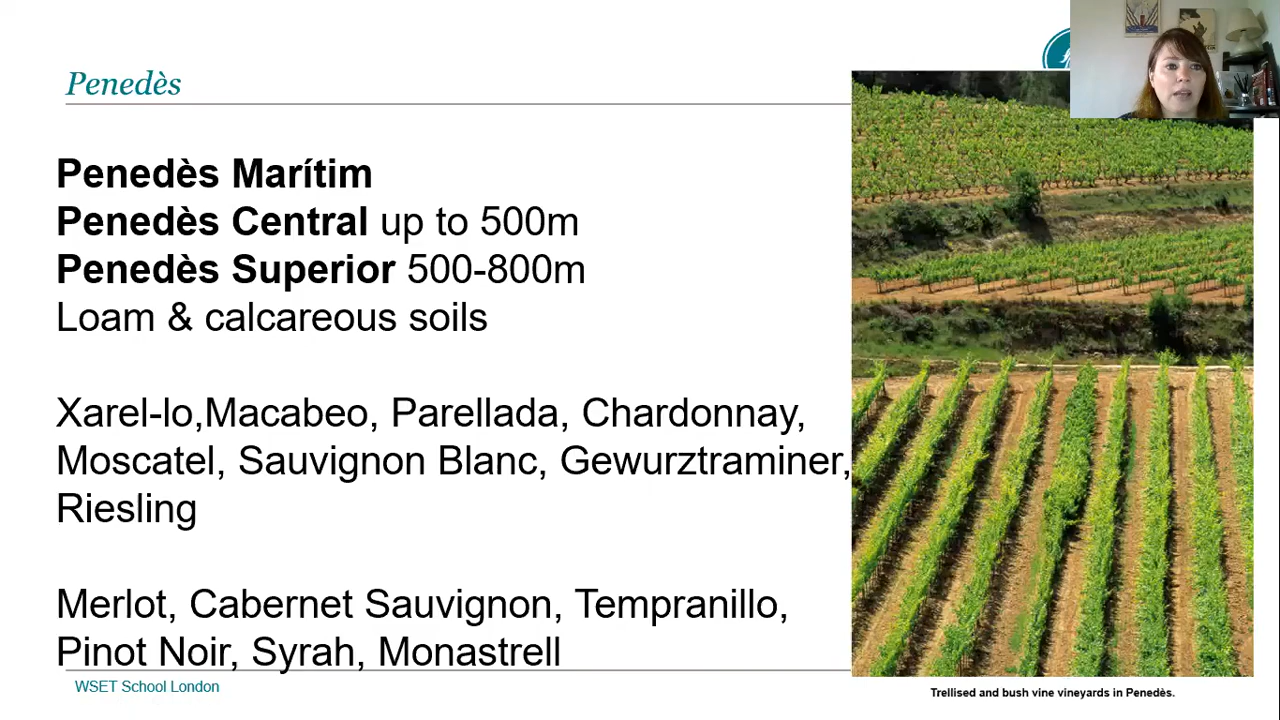 Penedès
Penedès Marítim
Penedès Central up to 500m
Penedès Superior 500-800m
Loam & calcareous soils
Xarel-lo,Macabeo, Parellada, Chardonnay,
Moscatel, Sauvignon Blanc, Gewurztraminer,
Riesling
Merlot, Cabernet Sauvignon, Tempranillo,
Pinot Noir, Syrah, Monastrell
WSET School London
Trellised and bush vine vineyards in Penedès.